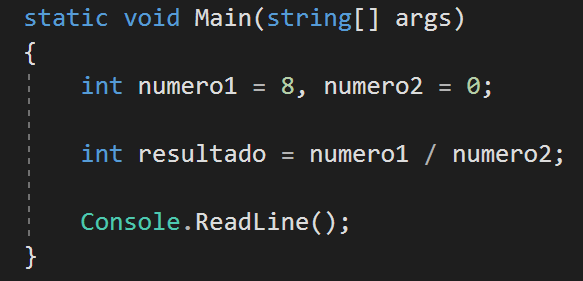 static void Main(string[] args)
{
int numero1 = 8, numero2 = 0;
int resultado = numero1 / numero2;
Console.ReadLine();
}